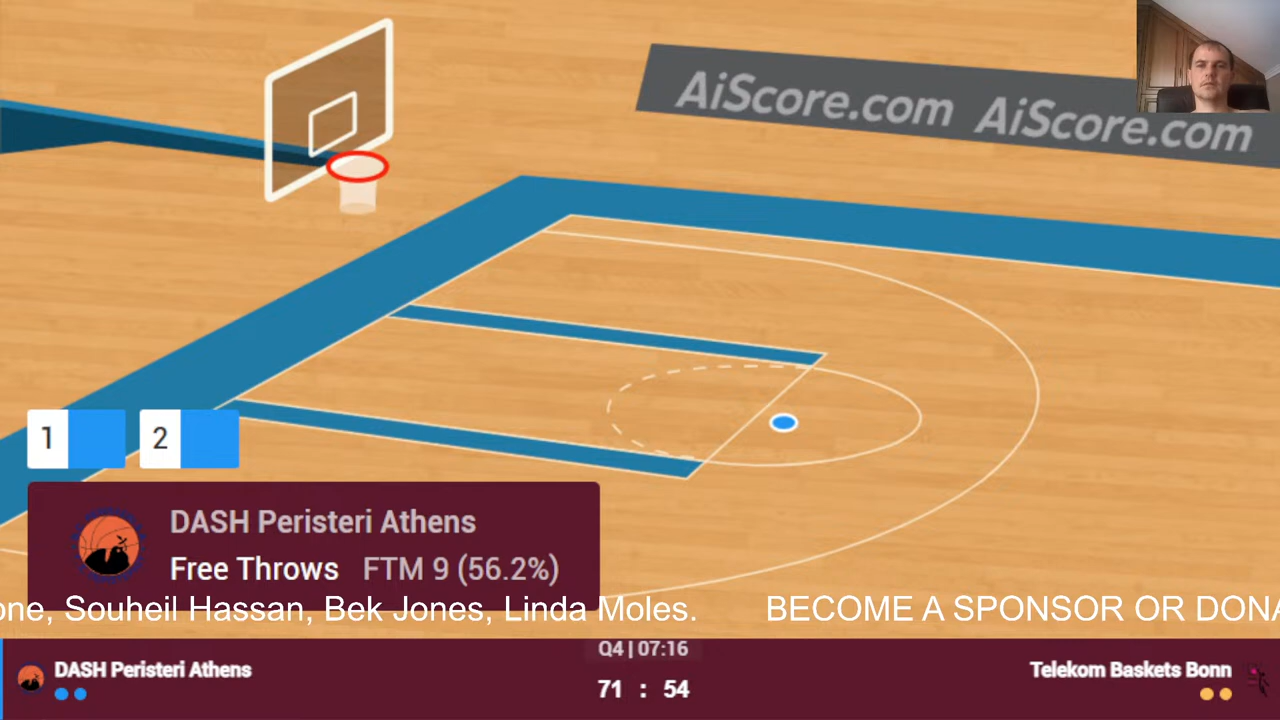 AiScore.com AiScore.com
1 2
DASH Peristeri Athens
Free Throws FTM 9 (56.2%)
one, Souheil Hassan, Bek Jones, Linda Moles. BECOME A SPONSOR OR DONA
Q4 | 07:16
DASH Peristeri Athens 71 : 54 Telekom Baskets Bonn